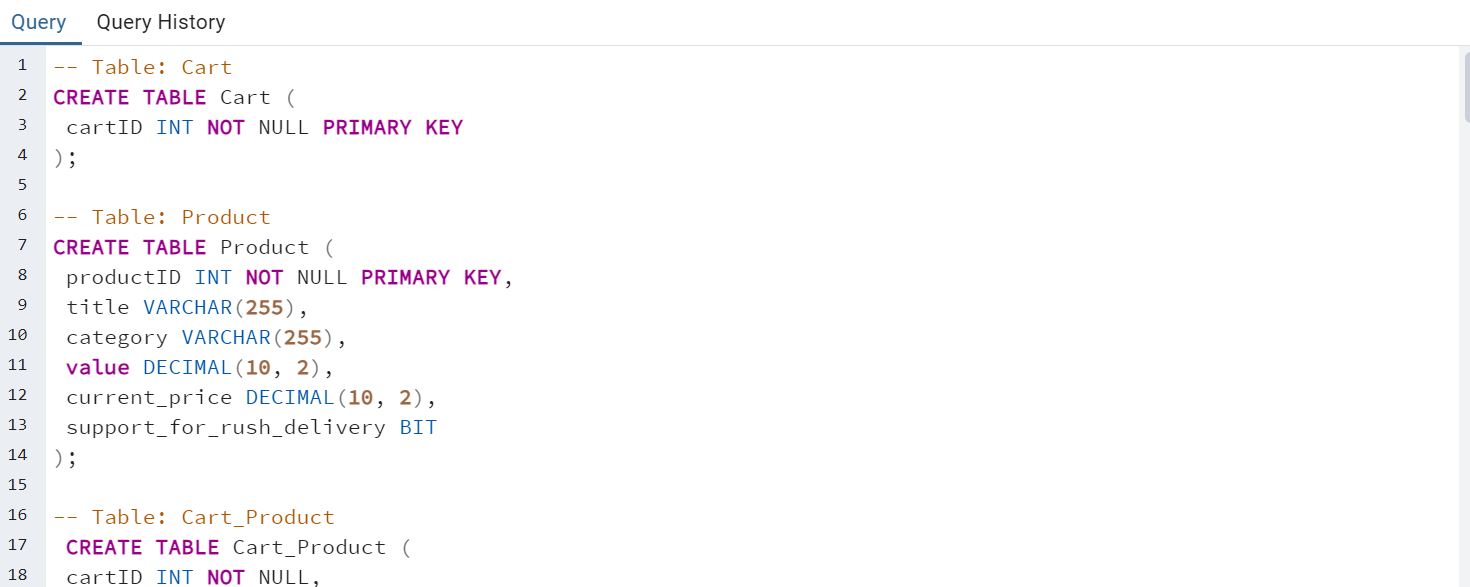 Query Query History
1 -- Table: Cart
2 CREATE TABLE Cart (
3 cartID INT NOT NULL PRIMARY KEY
4 );
5
6 -- Table: Product
7 CREATE TABLE Product (
8 productID INT NOT NULL PRIMARY KEY,
9 title VARCHAR(255),
10 category VARCHAR(255),
11 value DECIMAL(10, 2),
12 current_price DECIMAL(10, 2),
13 support_for_rush_delivery BIT
14 );
15
16 -- Table: Cart_Product
17 CREATE TABLE Cart_Product (
18 cartID INT NOT NULL,